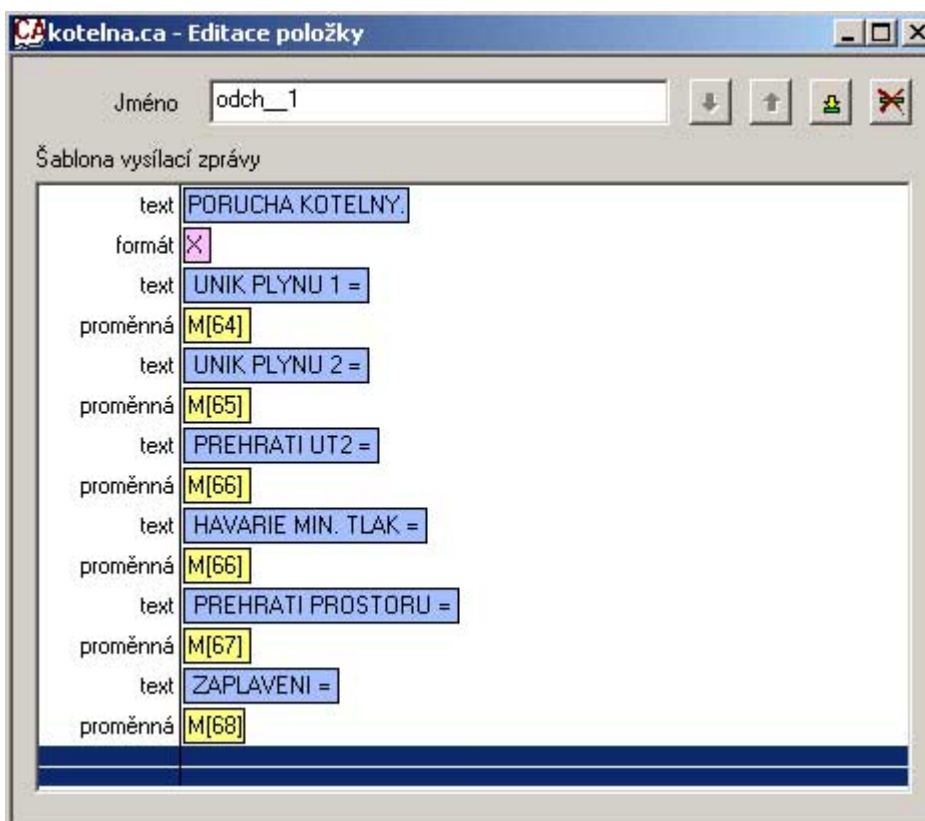 CA kotelna.ca - Editace položky
Jméno odch__1
Šablona vysílací zprávy
text PORUCHA KOTELNY.
formát X
text UNIK PLYNU 1 =
proměnná M[64]
text UNIK PLYNU 2 =
proměnná M[65]
text PREHRATI UT2 =
proměnná M[66]
text HAVARIE MIN. TLAK =
proměnná M[66]
text PREHRATI PROSTORU =
proměnná M[67]
text ZAPLAVENI =
proměnná M[68]